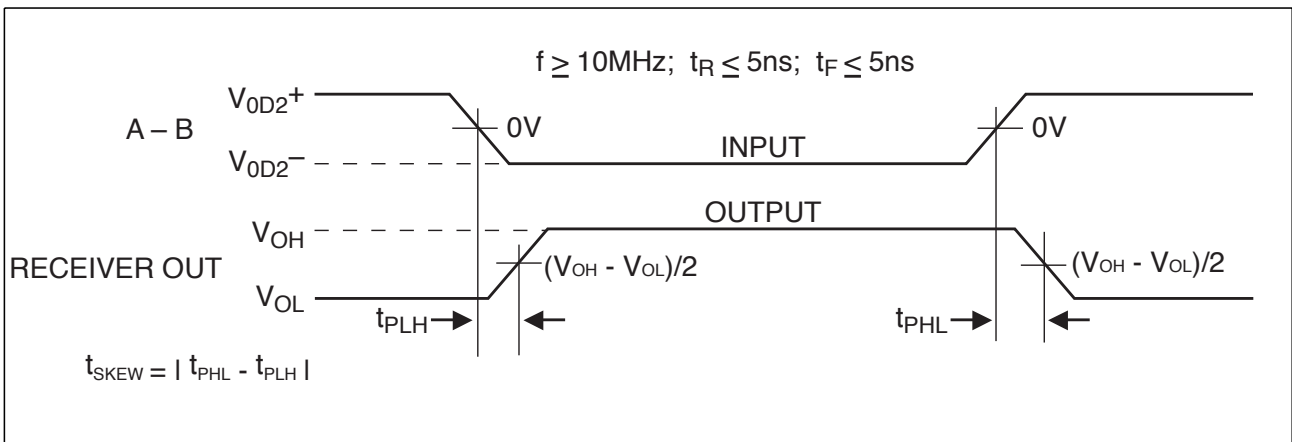 f ≥ 10MHz; tR ≤ 5ns; tF ≤ 5ns
V0D2+
A – B
0V
0V
V0D2–
INPUT
OUTPUT
VOH
RECEIVER OUT
(VOH - VOL)/2
(VOH - VOL)/2
VOL
tPLH
tPHL
tSKEW = | tPHL - tPLH |